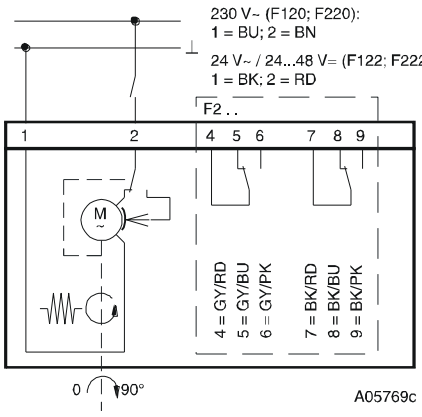 230 V~ (F120; F220):
1 = BU; 2 = BN
24 V~ / 24...48 V= (F122; F222
1 = BK; 2 = RD
F2 . .
1 2 4 5 6 7 8 9
M
~
4 = GY/RD
5 = GY/BU
6 = GY/PK
7 = BK/RD
8 = BK/BU
9 = BK/PK
0 90°
A05769c